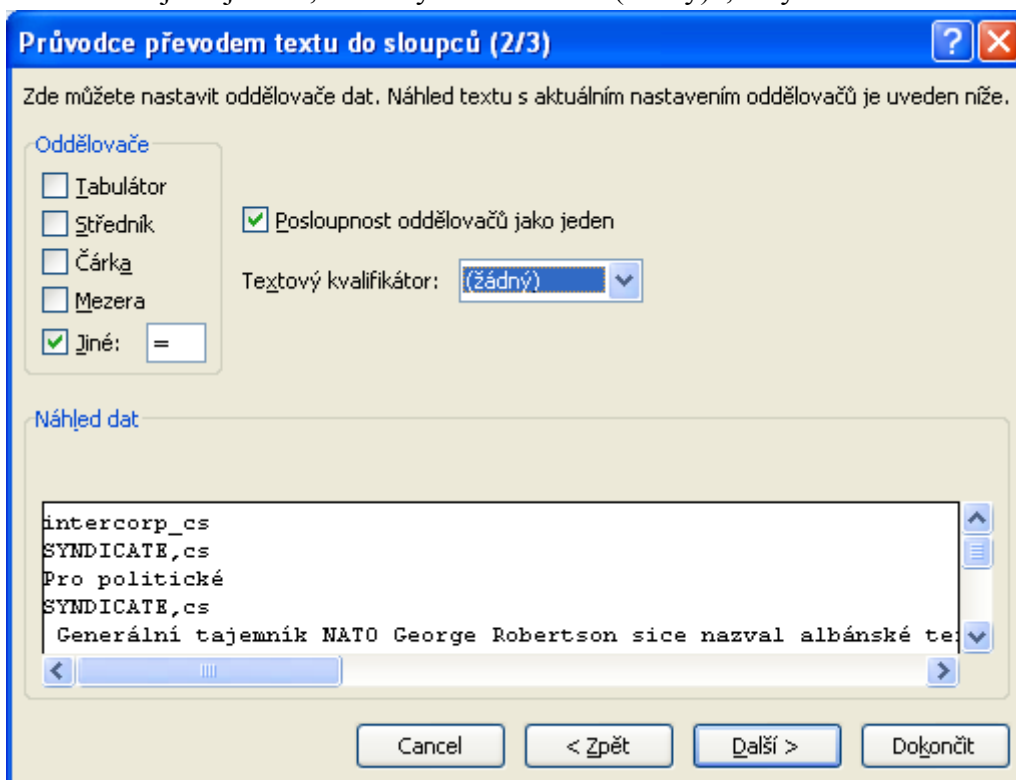 Průvodce převodem textu do sloupců (2/3)
Zde můžete nastavit oddělovače dat. Náhled textu s aktuálním nastavením oddělovačů je uveden níže.
Oddělovače
Tabulátor
Středník
Posloupnost oddělovačů jako jeden
Čárka
Textový kvalifikátor: (žádný)
Mezera
Jiné: =
Náhled dat
intercorp_cs
SYNDICATE,cs
Pro politické
SYNDICATE,cs
Generální tajemník NATO George Robertson sice nazval albánské
Cancel
< Zpět
Další >
Dokončit